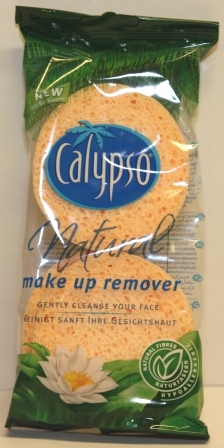 NEW
Calypso
Natural
make up remover
GENTLY CLEANSE YOUR FACE
REINIGT SANFT IHRE GESICHTSHAUT
NATURAL FIBRES
NATURFASERN
HYPOALLERGENIC